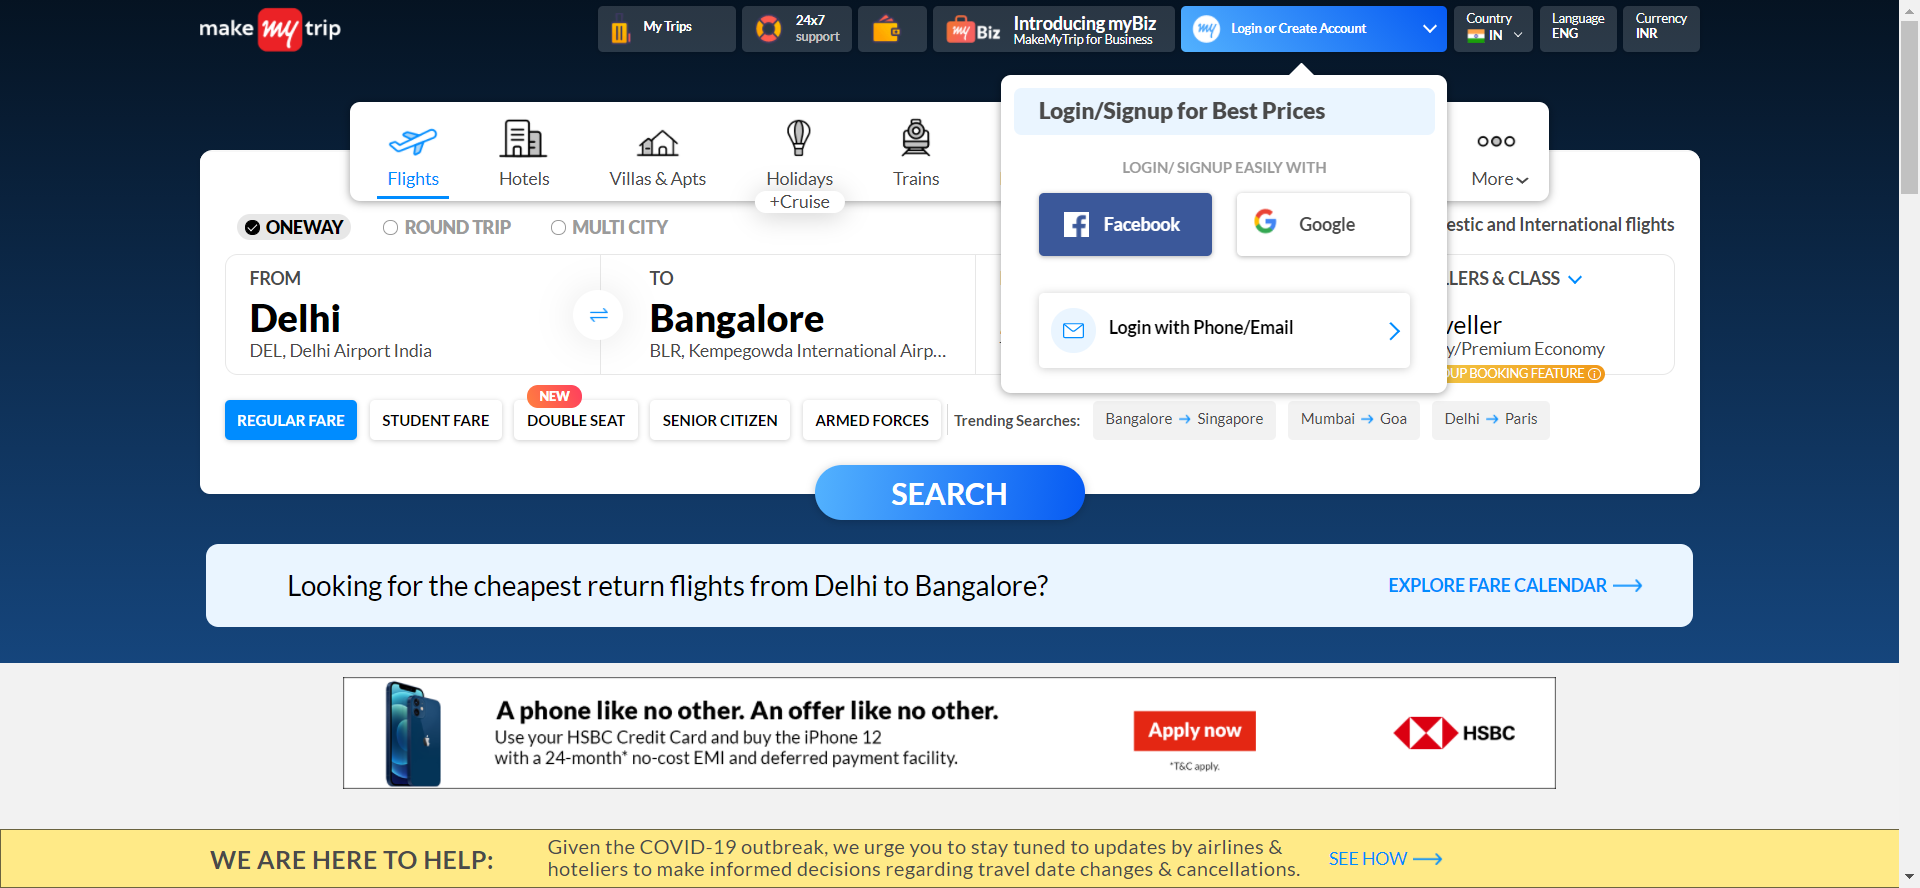 make my trip
My Trips
24x7
support
my Biz
Introducing myBiz
MakeMyTrip for Business
my
Login or Create Account
Country
IN
Language
ENG
Currency
INR
Login/Signup for Best Prices
LOGIN/ SIGNUP EASILY WITH
Facebook
Google
Login with Phone/Email
Flights
Hotels
Villas & Apts
Holidays
+Cruise
Trains
More
ONEWAY
ROUND TRIP
MULTI CITY
estic and International flights
FROM
Delhi
DEL, Delhi Airport India
TO
Bangalore
BLR, Kempegowda International Airp...
LERS & CLASS
veller
y/Premium Economy
UP BOOKING FEATURE
REGULAR FARE
STUDENT FARE
NEW
DOUBLE SEAT
SENIOR CITIZEN
ARMED FORCES
Trending Searches:
Bangalore → Singapore
Mumbai → Goa
Delhi → Paris
SEARCH
Looking for the cheapest return flights from Delhi to Bangalore?
EXPLORE FARE CALENDAR
A phone like no other. An offer like no other.
Use your HSBC Credit Card and buy the iPhone 12
with a 24-month* no-cost EMI and deferred payment facility.
Apply now
*T&C apply.
HSBC
WE ARE HERE TO HELP:
Given the COVID-19 outbreak, we urge you to stay tuned to updates by airlines &
hoteliers to make informed decisions regarding travel date changes & cancellations.
SEE HOW